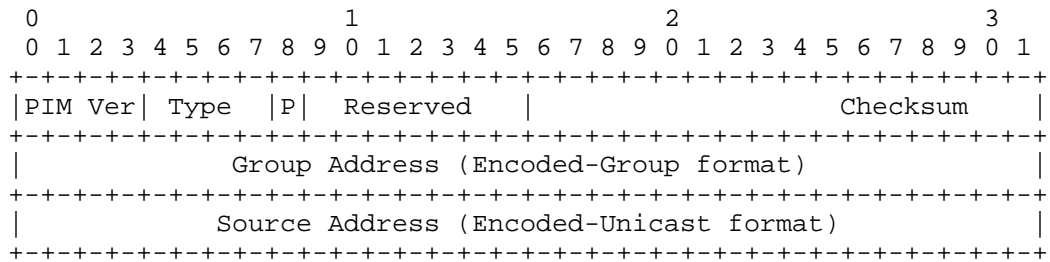 0                   1                   2                   3
 0 1 2 3 4 5 6 7 8 9 0 1 2 3 4 5 6 7 8 9 0 1 2 3 4 5 6 7 8 9 0 1
+-+-+-+-+-+-+-+-+-+-+-+-+-+-+-+-+-+-+-+-+-+-+-+-+-+-+-+-+-+-+-+-+
|PIM Ver| Type  |P|  Reserved   |                   Checksum    |
+-+-+-+-+-+-+-+-+-+-+-+-+-+-+-+-+-+-+-+-+-+-+-+-+-+-+-+-+-+-+-+-+
|             Group Address (Encoded-Group format)              |
+-+-+-+-+-+-+-+-+-+-+-+-+-+-+-+-+-+-+-+-+-+-+-+-+-+-+-+-+-+-+-+-+
|            Source Address (Encoded-Unicast format)            |
+-+-+-+-+-+-+-+-+-+-+-+-+-+-+-+-+-+-+-+-+-+-+-+-+-+-+-+-+-+-+-+-+